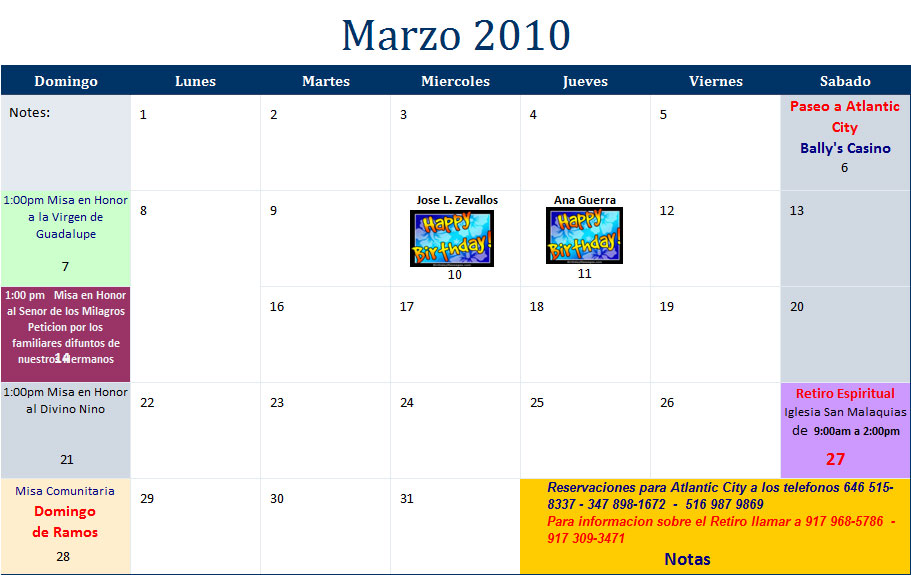 Marzo 2010
Domingo Lunes Martes Miercoles Jueves Viernes Sabado
Notes:
1
2
3
4
5
Paseo a Atlantic
City
Bally's Casino
6
1:00pm Misa en Honor
a la Virgen de
Guadalupe
7
8
9
Jose L. Zevallos
Happy
Birthday!
10
Ana Guerra
Happy
Birthday!
11
12
13
1:00 pm Misa en Honor
al Senor de los Milagros
Peticion por los
familiares difuntos de
nuestros Hermanos
14
16
17
18
19
20
1:00pm Misa en Honor
al Divino Nino
21
22
23
24
25
26
Retiro Espiritual
Iglesia San Malaquias
de 9:00am a 2:00pm
27
Misa Comunitaria
Domingo
de Ramos
28
29
30
31
Reservaciones para Atlantic City a los telefonos 646 515-
8337 - 347 898-1672 - 516 987 9869
Para informacion sobre el Retiro llamar a 917 968-5786 -
917 309-3471
Notas